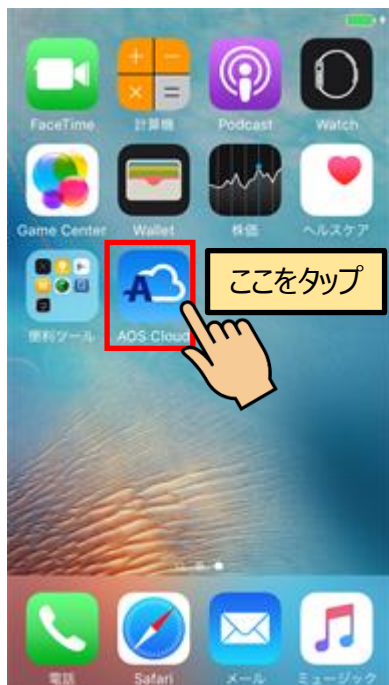 FaceTime
計算機
Podcast
Watch
Game Center
Wallet
株価
ヘルスケア
便利ツール
AOS Cloud
ここをタップ
電話
Safari
メール
ミュージック